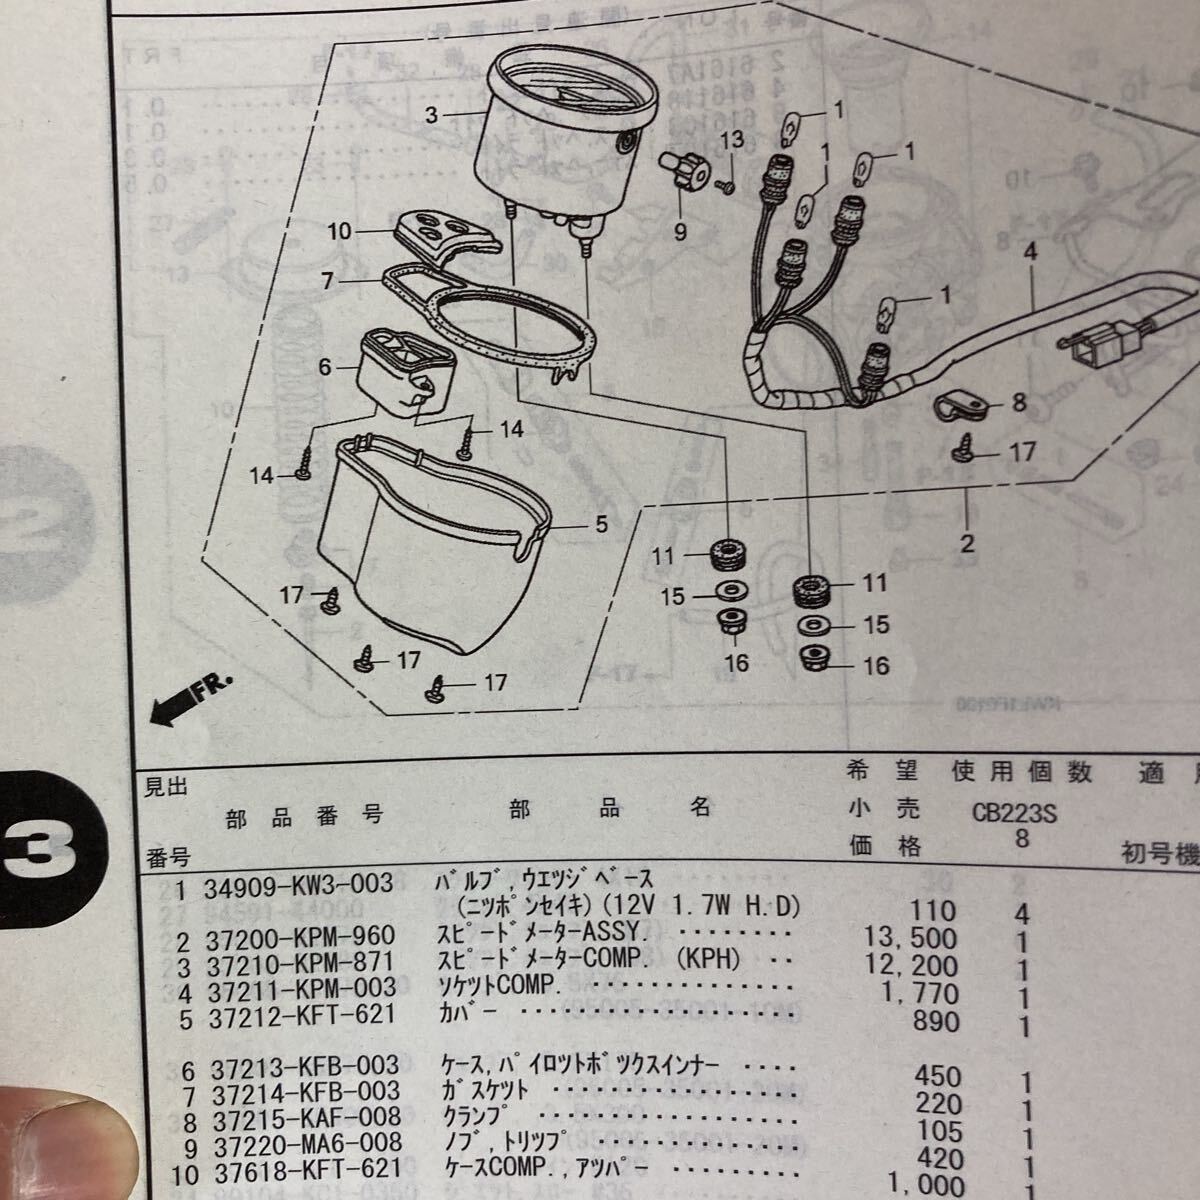 1
1
1
1
3
13
9
10
7
6
14
14
5
4
8
17
2
11
15
16
11
15
16
17
17
17
FR.
3
見出番号
部品番号
部品名
希望小売価格
使用個数
CB223S
8
初号機
1 34909-KW3-003 バルブ,ウエツジベース 110 4
(ニツポンセイキ)(12V 1.7W H.D)
2 37200-KPM-960 スピードメーターASSY. 13,500 1
3 37210-KPM-871 スピードメーターCOMP. (KPH) 12,200 1
4 37211-KPM-003 ソケツトCOMP. 1,770 1
5 37212-KFT-621 カバー 890 1
6 37213-KFB-003 ケース,パイロツトボツクスインナー 450 1
7 37214-KFB-003 ガスケツト 220 1
8 37215-KAF-008 クランプ 105 1
9 37220-MA6-008 ノブ,トリツプ 420 1
10 37618-KFT-621 ケースCOMP.,アツパー 1,000 1